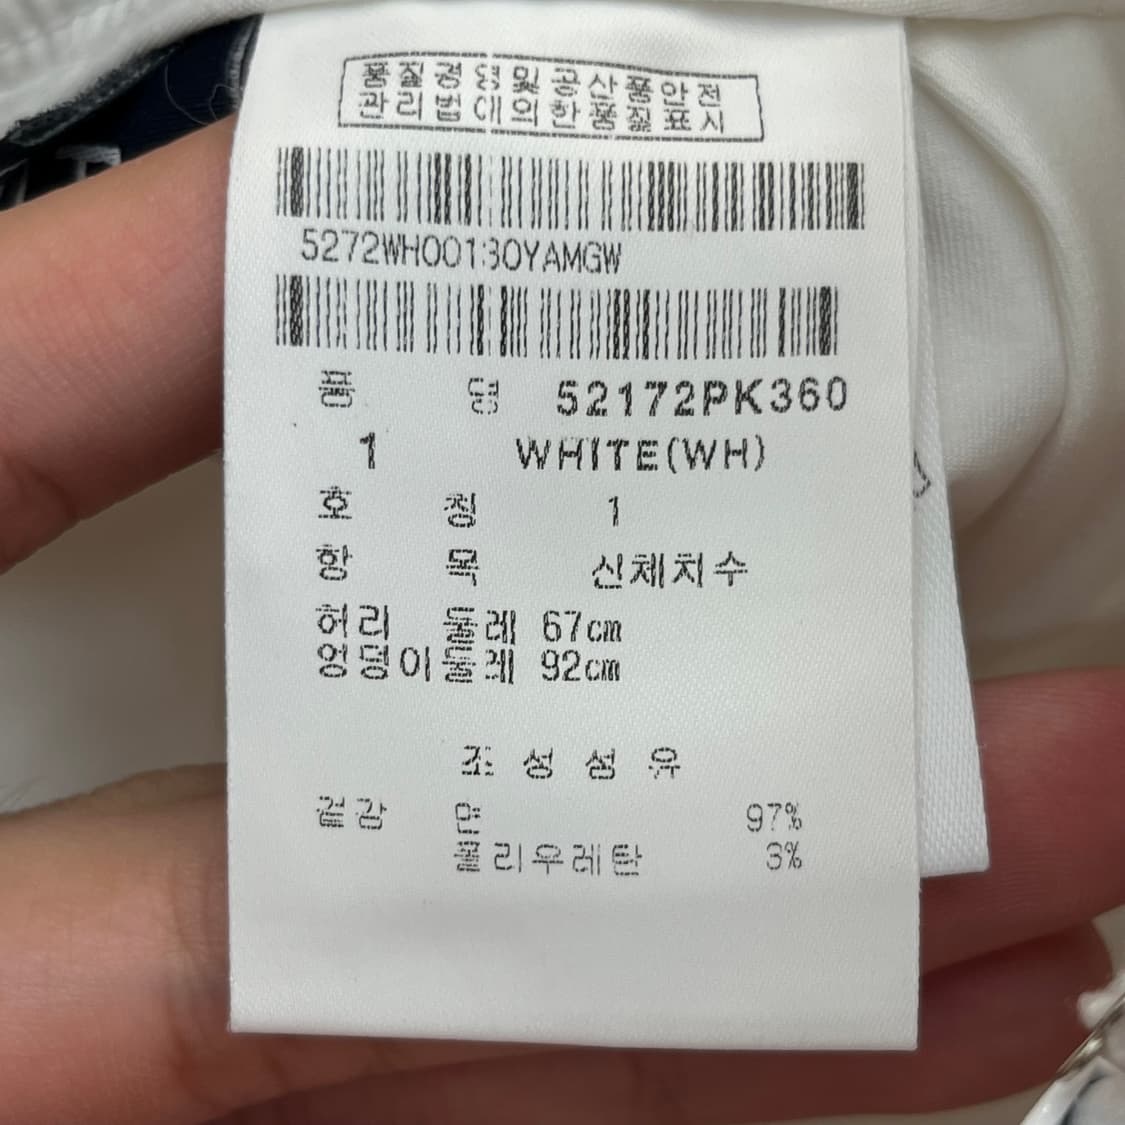 품질경영및공산품안전
관리법에의한품질표시
5272WH00130YAMGW
품 명 52172PK360
1 WHITE(WH)
호 칭 1
항 목 신체치수
허리 둘레 67cm
엉덩이둘레 92cm
조 성 섬 유
겉감 면 97%
폴리우레탄 3%